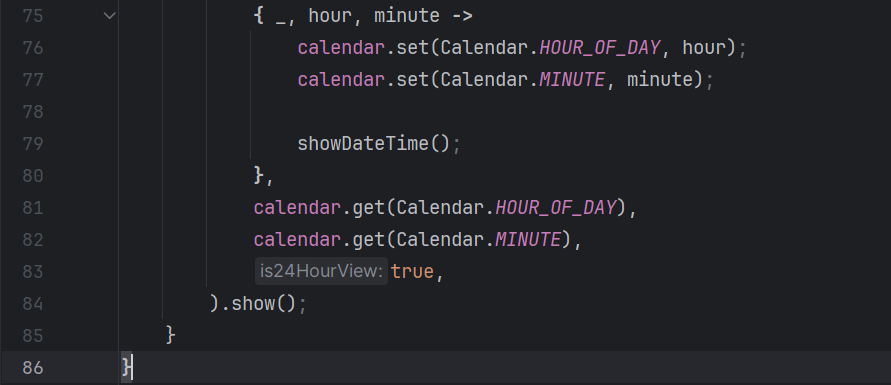 75 { _, hour, minute ->
76 calendar.set(Calendar.HOUR_OF_DAY, hour);
77 calendar.set(Calendar.MINUTE, minute);
78
79 showDateTime();
80 },
81 calendar.get(Calendar.HOUR_OF_DAY),
82 calendar.get(Calendar.MINUTE),
83 is24HourView: true,
84 ).show();
85 }
86 }